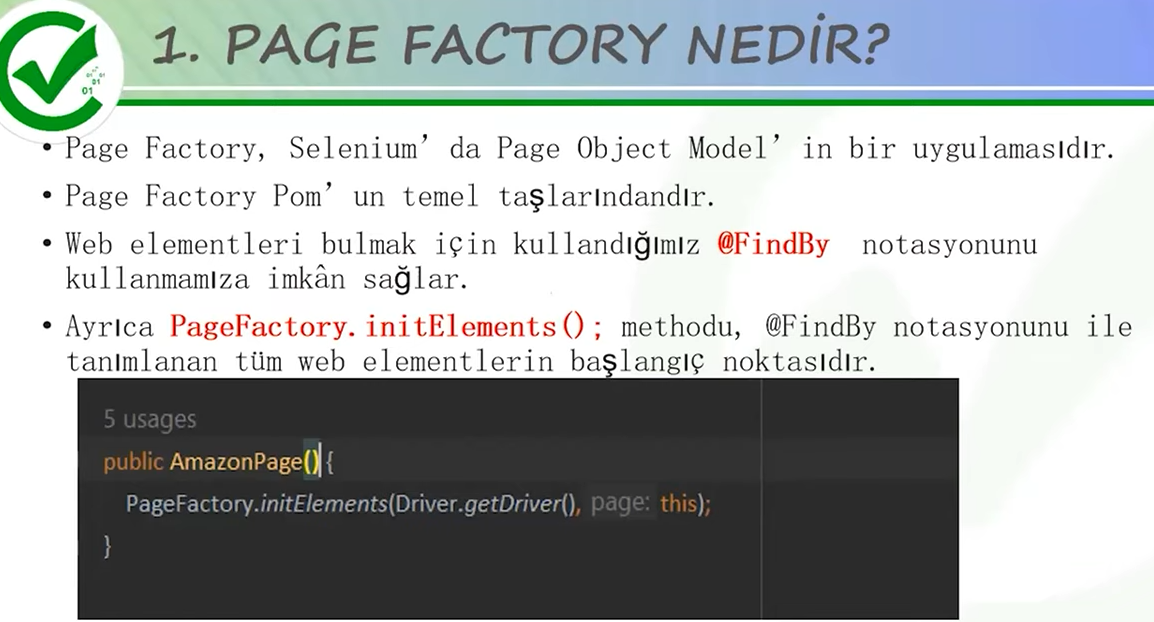 1. PAGE FACTORY NEDİR?
• Page Factory, Selenium’ da Page Object Model’ in bir uygulamasıdır.
• Page Factory Pom’ un temel taşlarındandır.
• Web elementleri bulmak için kullandığımız @FindBy notasyonunu
kullanmamıza imkân sağlar.
• Ayrıca PageFactory.initElements(); methodu, @FindBy notasyonunu ile
tanımlanan tüm web elementlerin başlangıç noktasıdır.
5 usages
public AmazonPage(){
PageFactory.initElements(Driver.getDriver(), page: this);
}